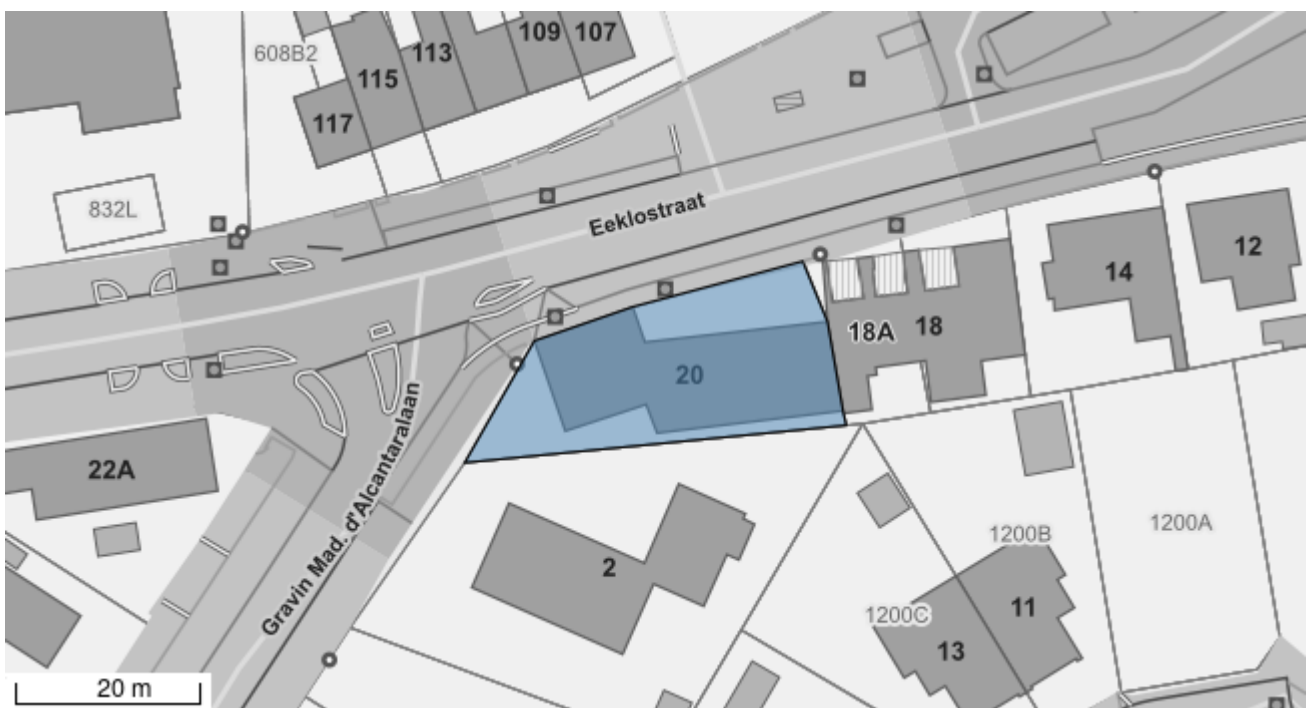 109
107
113
608B2
115
117
832L
Eeklostraat
12
14
18
18A
20
Gravin Mad. d'Alcantaralaan
22A
1200A
1200B
2
11
1200C
13
20 m